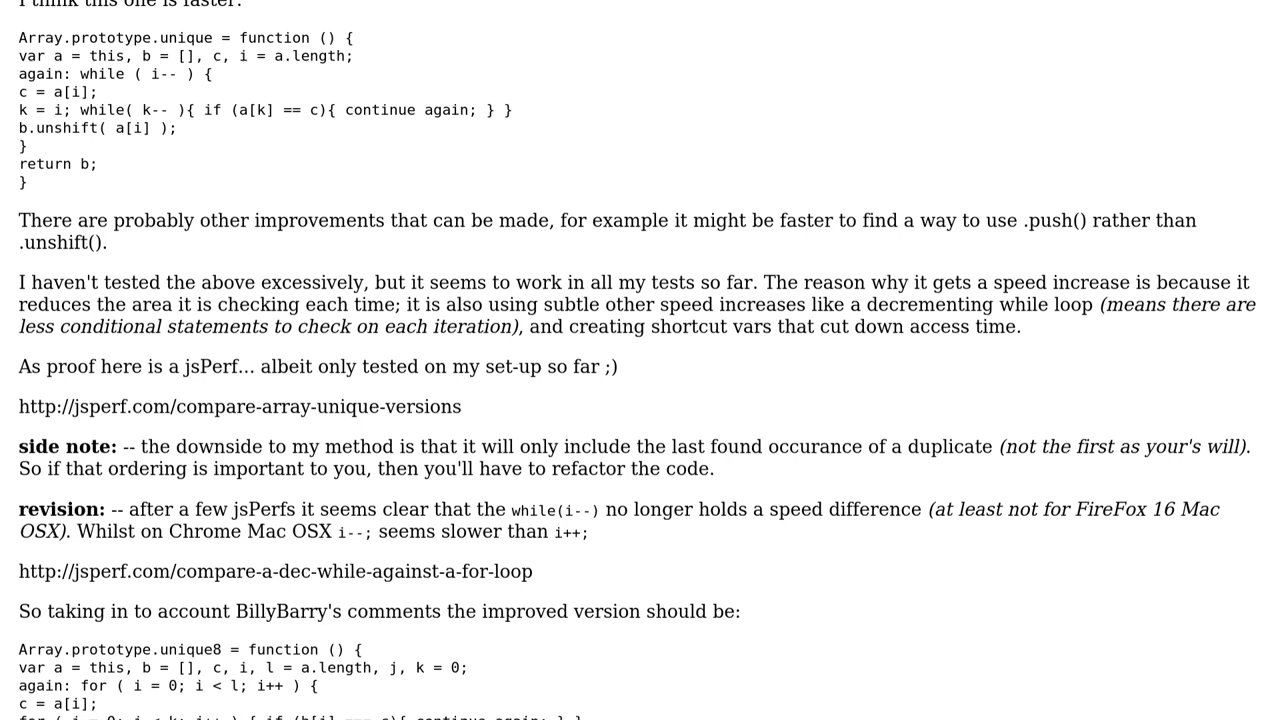 I think this one is faster:
Array.prototype.unique = function () {
var a = this, b = [], c, i = a.length;
again: while ( i-- ) {
c = a[i];
k = i; while( k-- ){ if (a[k] == c){ continue again; } }
b.unshift( a[i] );
}
return b;
}
There are probably other improvements that can be made, for example it might be faster to find a way to use .push() rather than
.unshift().
I haven't tested the above excessively, but it seems to work in all my tests so far. The reason why it gets a speed increase is because it
reduces the area it is checking each time; it is also using subtle other speed increases like a decrementing while loop (means there are
less conditional statements to check on each iteration), and creating shortcut vars that cut down access time.
As proof here is a jsPerf... albeit only tested on my set-up so far ;)
http://jsperf.com/compare-array-unique-versions
side note: -- the downside to my method is that it will only include the last found occurance of a duplicate (not the first as your's will).
So if that ordering is important to you, then you'll have to refactor the code.
revision: -- after a few jsPerfs it seems clear that the while(i--) no longer holds a speed difference (at least not for FireFox 16 Mac
OSX). Whilst on Chrome Mac OSX i--; seems slower than i++;
http://jsperf.com/compare-a-dec-while-against-a-for-loop
So taking in to account BillyBarry's comments the improved version should be:
Array.prototype.unique8 = function () {
var a = this, b = [], c, i, l = a.length, j, k = 0;
again: for ( i = 0; i < l; i++ ) {
c = a[i];
for ( j = 0; j < k; j++ ) { if (b[j] === c){ continue again; } }